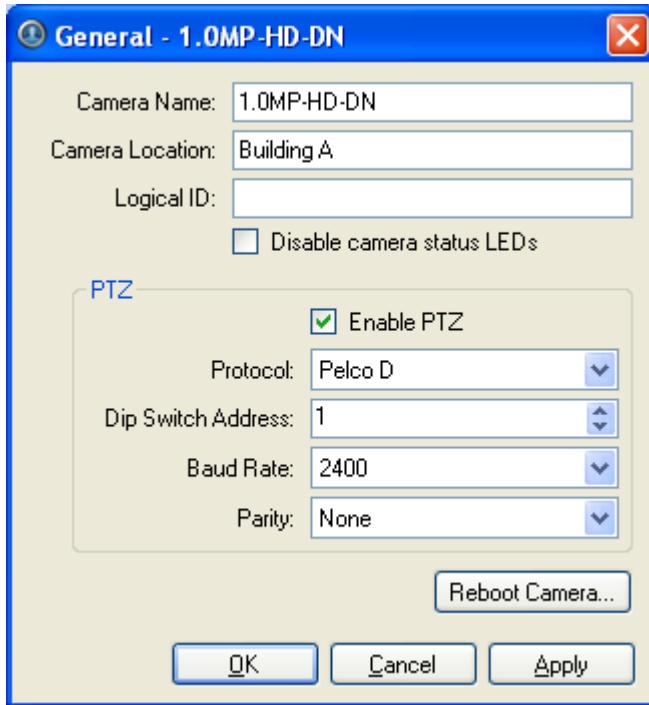 General - 1.0MP-HD-DN
Camera Name: 1.0MP-HD-DN
Camera Location: Building A
Logical ID:
Disable camera status LEDs
PTZ
Enable PTZ
Protocol: Pelco D
Dip Switch Address: 1
Baud Rate: 2400
Parity: None
Reboot Camera...
OK Cancel Apply